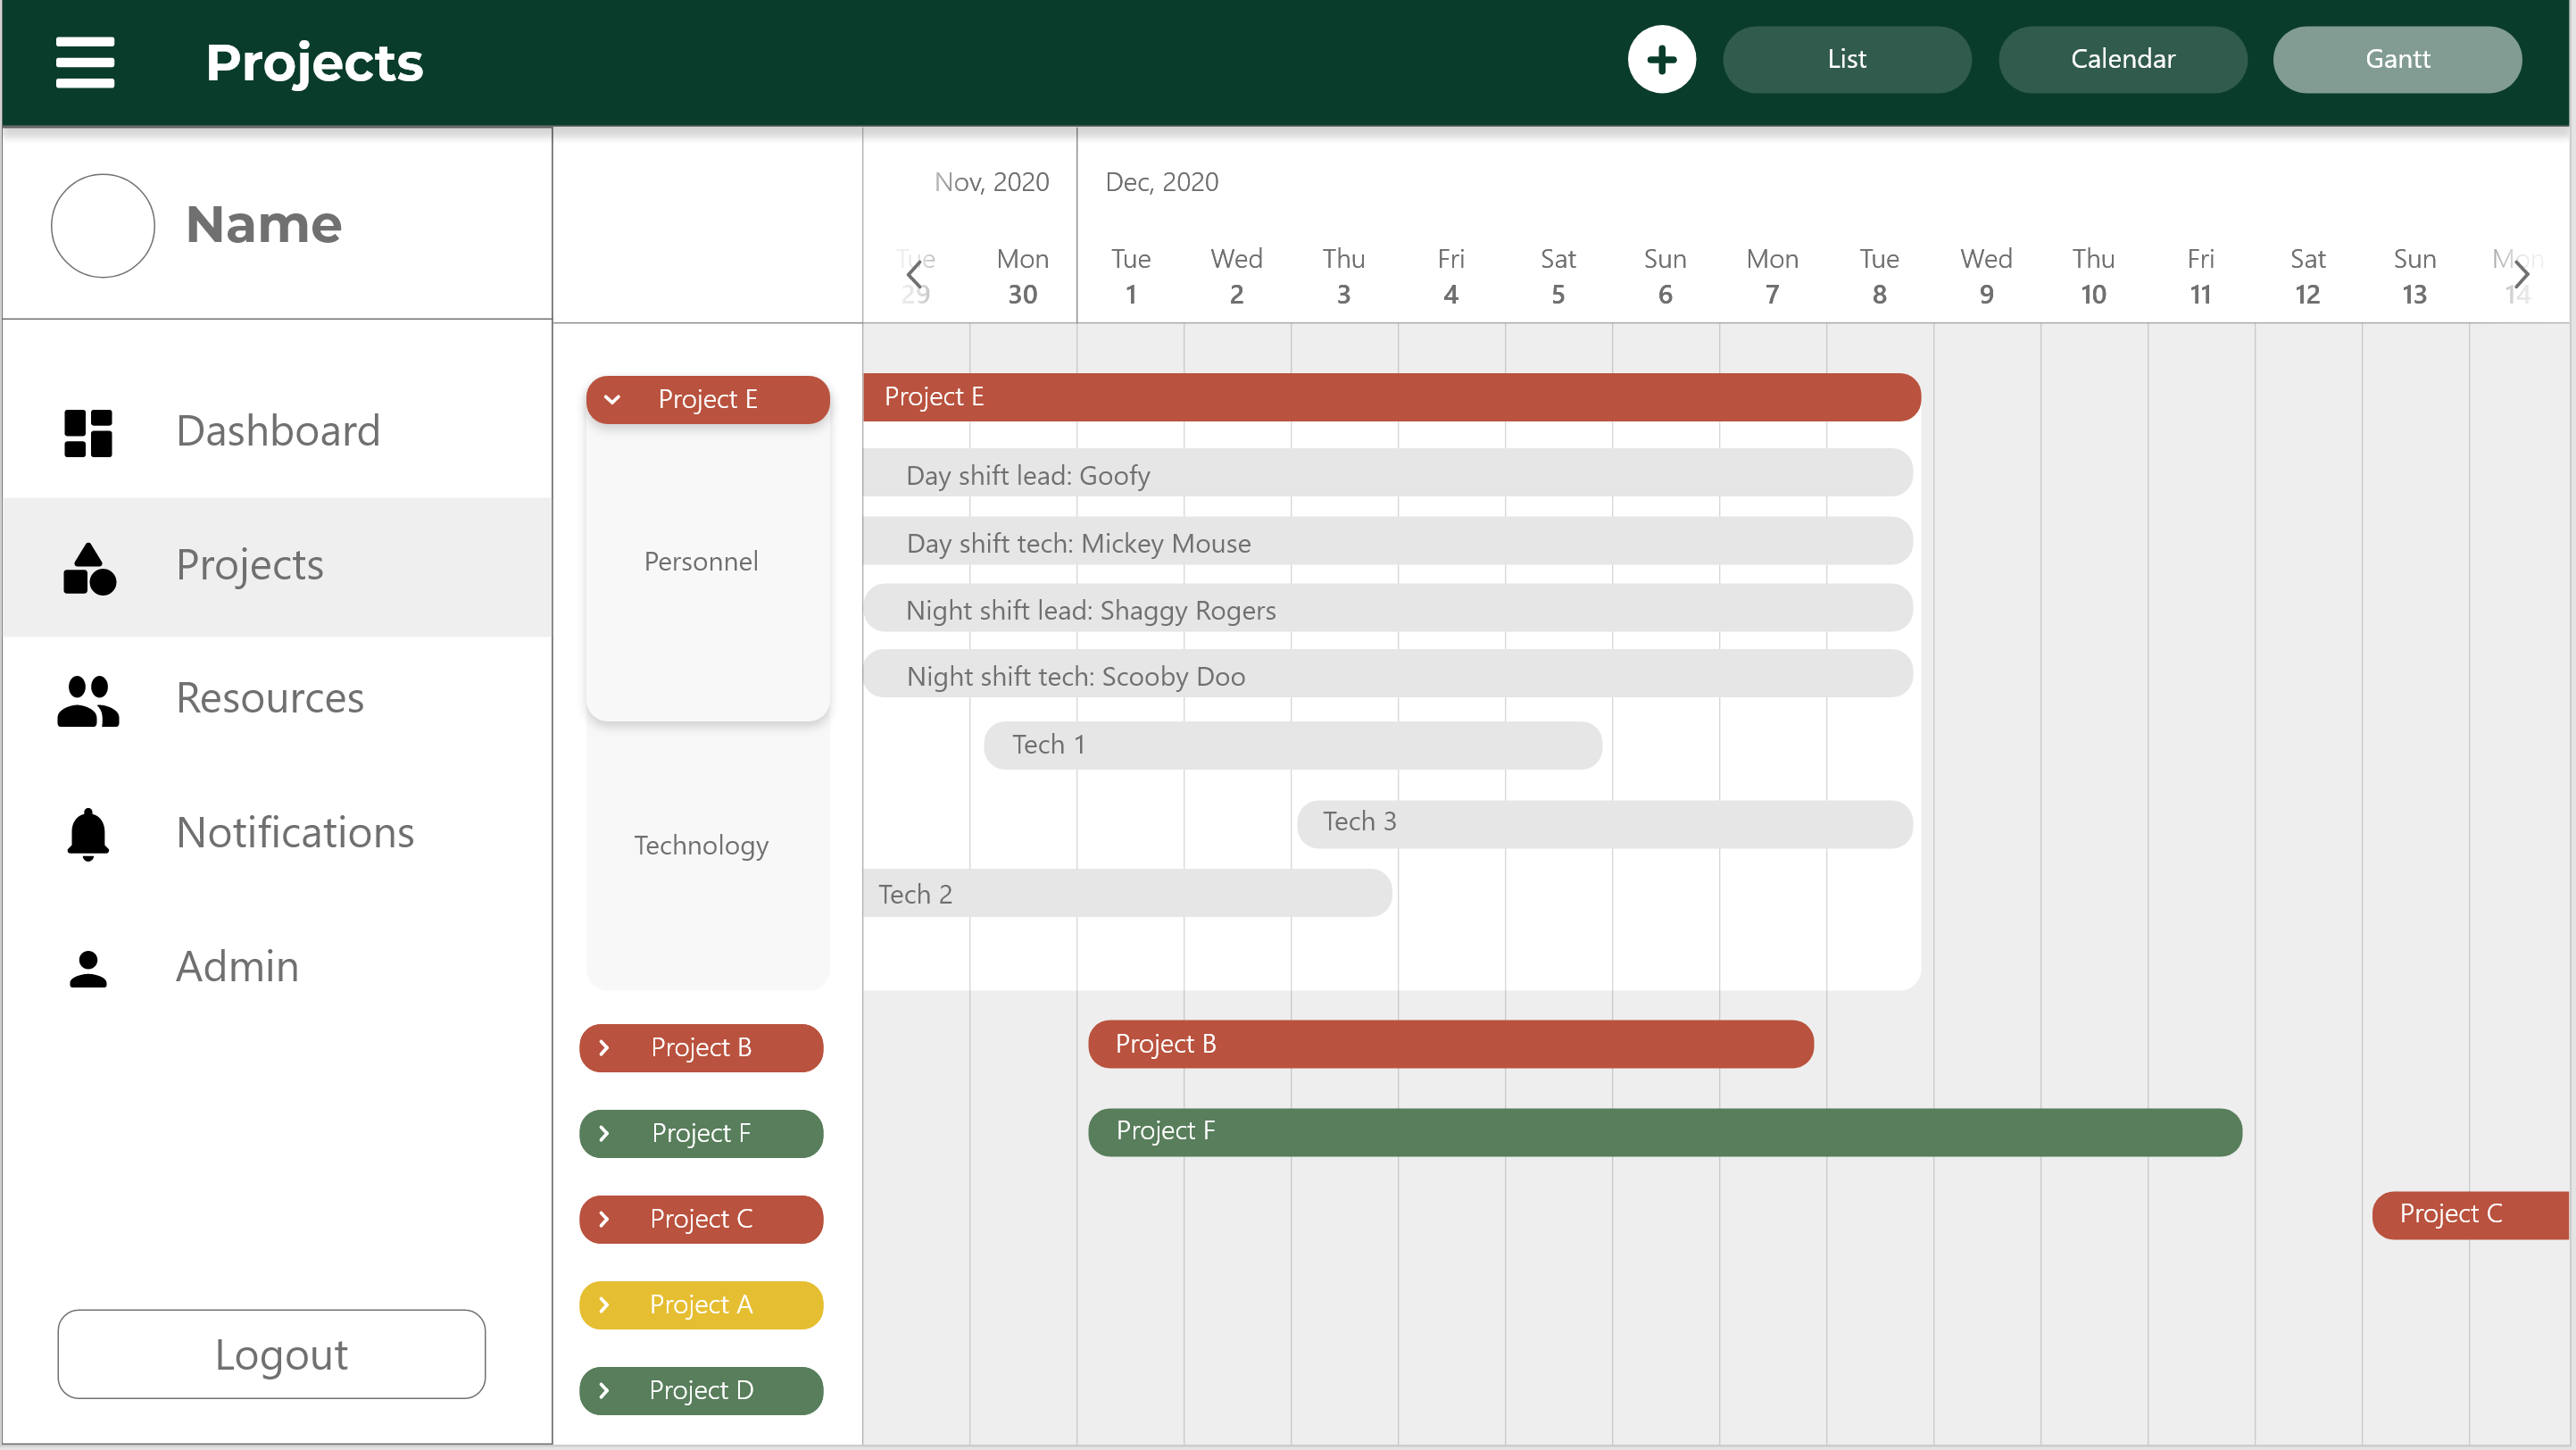 Projects
List
Calendar
Gantt
Name
Dashboard
Projects
Resources
Notifications
Admin
Logout
Nov, 2020
Dec, 2020
Tue Mon Tue Wed Thu Fri Sat Sun Mon Tue Wed Thu Fri Sat Sun Mon
29 30 1 2 3 4 5 6 7 8 9 10 11 12 13 14
Project E
Personnel
Technology
Project E
Day shift lead: Goofy
Day shift tech: Mickey Mouse
Night shift lead: Shaggy Rogers
Night shift tech: Scooby Doo
Tech 1
Tech 3
Tech 2
Project B
Project B
Project F
Project F
Project C
Project C
Project A
Project D